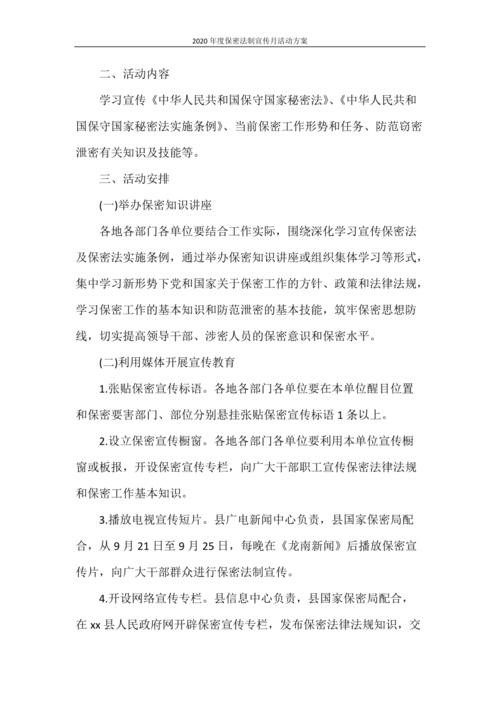 2020 年度保密法制宣传月活动方案
二、活动内容
学习宣传《中华人民共和国保守国家秘密法》、《中华人民共和
国保守国家秘密法实施条例》、当前保密工作形势和任务、防范窃密
泄密有关知识及技能等。
三、活动安排
(一)举办保密知识讲座
各地各部门各单位要结合工作实际，围绕深化学习宣传保密法
及保密法实施条例，通过举办保密知识讲座或组织集体学习等形式，
集中学习新形势下党和国家关于保密工作的方针、政策和法律法规，
学习保密工作的基本知识和防范泄密的基本技能，筑牢保密思想防
线，切实提高领导干部、涉密人员的保密意识和保密水平。
(二)利用媒体开展宣传教育
1.张贴保密宣传标语。各地各部门各单位要在本单位醒目位置
和保密要害部门、部位分别悬挂张贴保密宣传标语 1 条以上。
2.设立保密宣传橱窗。各地各部门各单位要利用本单位宣传橱
窗或板报，开设保密宣传专栏，向广大干部职工宣传保密法律法规
和保密工作基本知识。
3.播放电视宣传短片。县广电新闻中心负责，县国家保密局配
合，从 9 月 21 日至 9 月 25 日，每晚在《龙南新闻》后播放保密宣
传片，向广大干部群众进行保密法制宣传。
4.开设网络宣传专栏。县信息中心负责，县国家保密局配合，
在 xx 县人民政府网开辟保密宣传专栏，发布保密法律法规知识，交